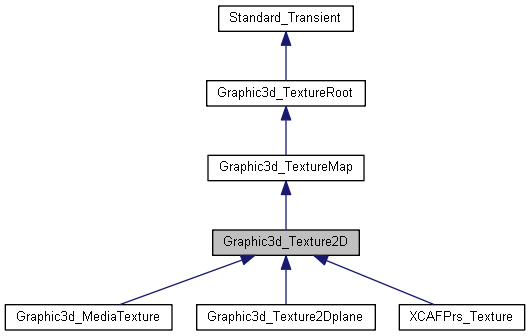 Standard_Transient
Graphic3d_TextureRoot
Graphic3d_TextureMap
Graphic3d_Texture2D
Graphic3d_MediaTexture
Graphic3d_Texture2Dplane
XCAFPrs_Texture